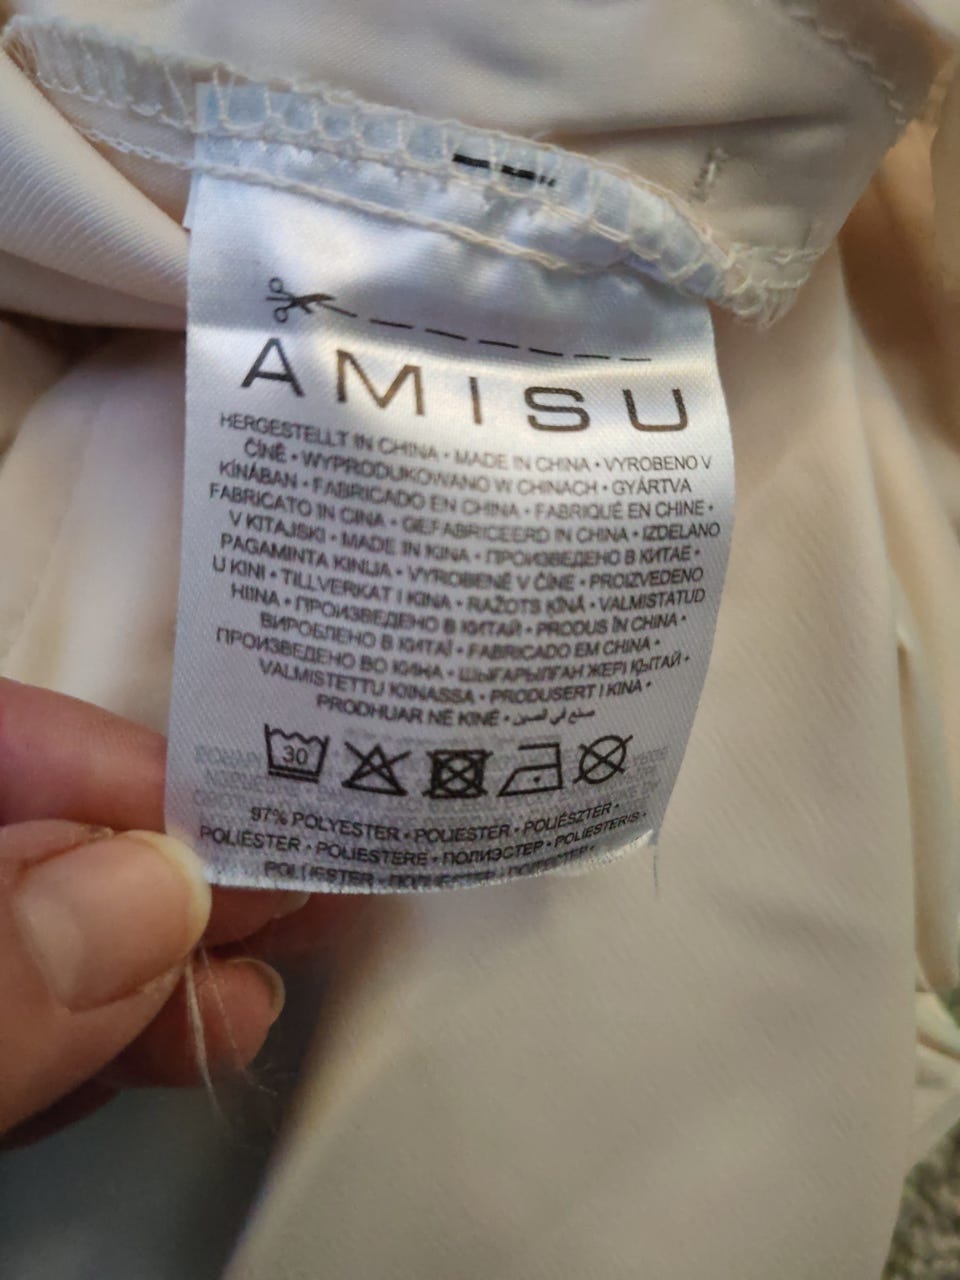 AMISU
HERGESTELLT IN CHINA • MADE IN CHINA • VYROBENO V
ČÍNĚ • WYPRODUKOWANO W CHINACH • GYÁRTVA
KÍNÁBAN • FABRICADO EN CHINA • FABRIQUÉ EN CHINE •
FABRICATO IN CINA • GEFABRICEERD IN CHINA • IZDELANO
V KITAJSKI • MADE IN KINA • ПРОИЗВЕДЕНО В КИТАЕ •
PAGAMINTA KINIJA • VYROBENÉ V ČÍNE • PROIZVEDENO
U KINI • TILLVERKAT I KINA • RAŽOTS ĶĪNĀ • VALMISTATUD
HIINA • ПРОИЗВЕДЕНО В КИТАЙ • PRODUS ÎN CHINA •
ВИРОБЛЕНО В КИТАЇ • FABRICADO EM CHINA •
ПРОИЗВЕДЕНО ВО КИНА • ШЫҒАРЫЛҒАН ЖЕРІ ҚЫТАЙ •
VALMISTETTU KIINASSA • PRODUSERT I KINA •
PRODHUAR NË KINË • صنع في الصين
30
97% POLYESTER • POLIESTER • POLIÉSZTER •
POLIÉSTER • POLIESTERE • ПОЛИЭСТЕР • POLIESTERIS •
POLIESTER • ПОЛИЕСТЕР •